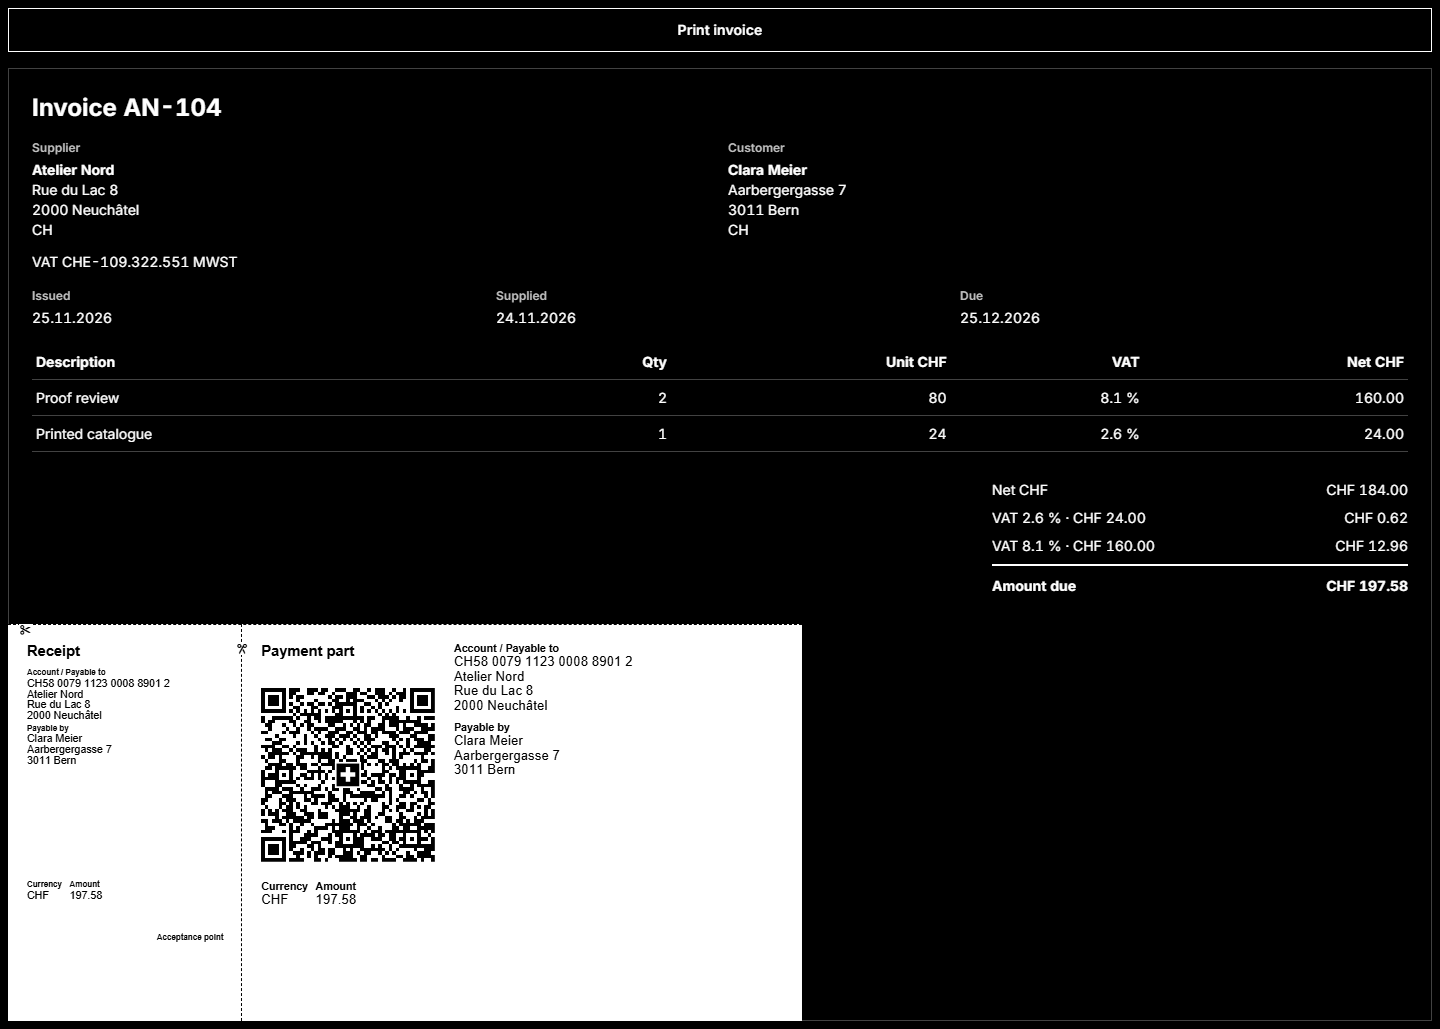 Print invoice
Invoice AN-104
Supplier
Atelier Nord
Rue du Lac 8
2000 Neuchâtel
CH
VAT CHE-109.322.551 MWST
Customer
Clara Meier
Aarbergergasse 7
3011 Bern
CH
Issued
25.11.2026
Supplied
24.11.2026
Due
25.12.2026
Description Qty Unit CHF VAT Net CHF
Proof review 2 80 8.1 % 160.00
Printed catalogue 1 24 2.6 % 24.00
Net CHF CHF 184.00
VAT 2.6 % · CHF 24.00 CHF 0.62
VAT 8.1 % · CHF 160.00 CHF 12.96
Amount due CHF 197.58
Receipt
Account / Payable to
CH58 0079 1123 0008 8901 2
Atelier Nord
Rue du Lac 8
2000 Neuchâtel
Payable by
Clara Meier
Aarbergergasse 7
3011 Bern
Currency Amount
CHF 197.58
Acceptance point
Payment part
Currency Amount
CHF 197.58
Account / Payable to
CH58 0079 1123 0008 8901 2
Atelier Nord
Rue du Lac 8
2000 Neuchâtel
Payable by
Clara Meier
Aarbergergasse 7
3011 Bern